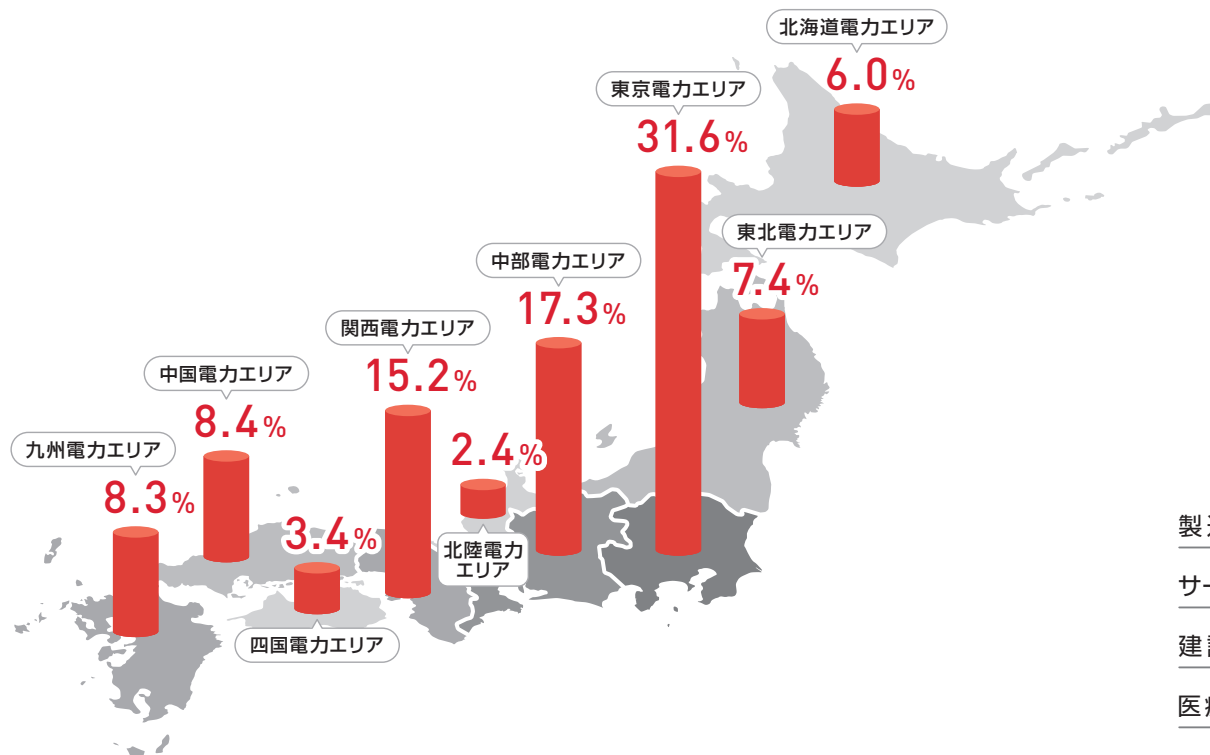 北海道電力エリア
6.0%
東京電力エリア
31.6%
東北電力エリア
7.4%
中部電力エリア
17.3%
関西電力エリア
15.2%
中国電力エリア
8.4%
北陸電力
エリア
2.4%
九州電力エリア
8.3%
四国電力エリア
3.4%
サー
医